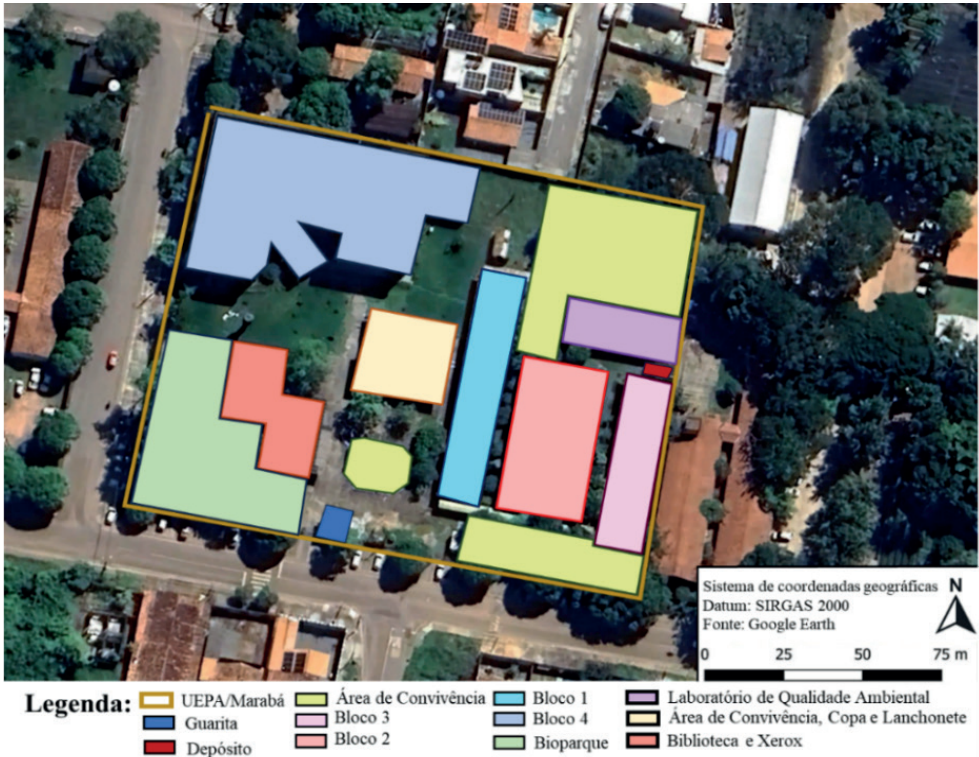 Sistema de coordenadas geográficas N
Datum: SIRGAS 2000
Fonte: Google Earth
0 25 50 75 m
Legenda:
UEPA/Marabá
Guarita
Depósito
Área de Convivência
Bloco 3
Bloco 2
Bloco 1
Bloco 4
Bioparque
Laboratório de Qualidade Ambiental
Área de Convivência, Copa e Lanchonete
Biblioteca e Xerox